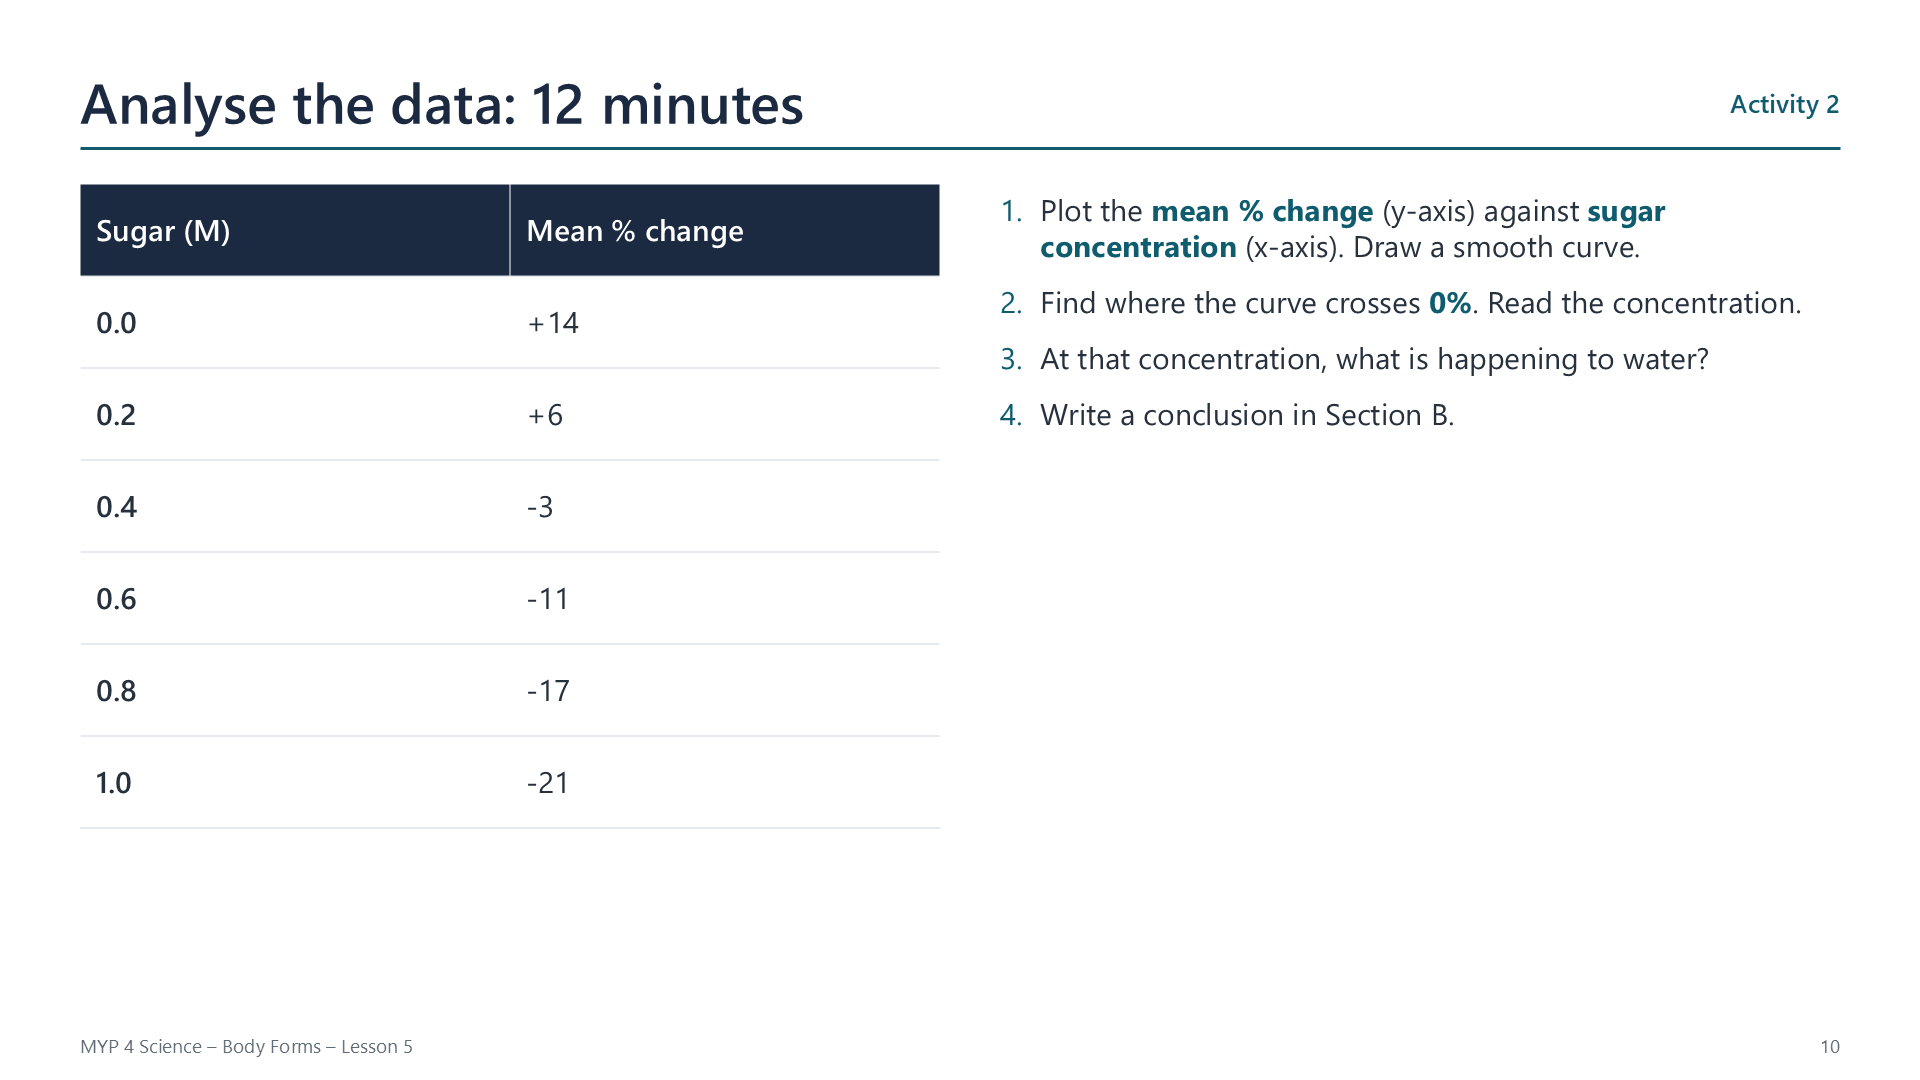 Analyse the data: 12 minutes
Activity 2
Sugar (M) Mean % change
0.0 +14
0.2 +6
0.4 -3
0.6 -11
0.8 -17
1.0 -21
1. Plot the mean % change (y-axis) against sugar
concentration (x-axis). Draw a smooth curve.
2. Find where the curve crosses 0%. Read the concentration.
3. At that concentration, what is happening to water?
4. Write a conclusion in Section B.
MYP 4 Science – Body Forms – Lesson 5
10